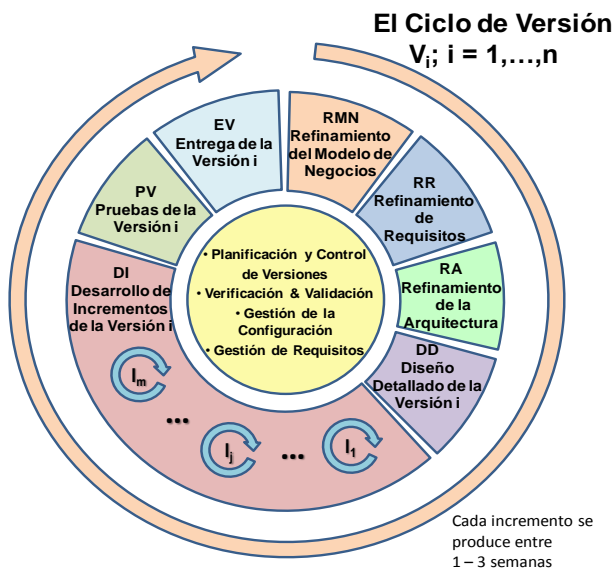 El Ciclo de Versión
Vi; i = 1,…,n
RMN
Refinamiento
del Modelo de
Negocios
RR
Refinamiento
de
Requisitos
RA
Refinamiento
de la
Arquitectura
DD
Diseño
Detallado de la
Versión i
DI
Desarrollo de
Incrementos
de la Versión i
I1
...
Ij
...
Im
PV
Pruebas de la
Versión i
EV
Entrega de la
Versión i
• Planificación y Control
de Versiones
• Verificación & Validación
• Gestión de la
Configuración
• Gestión de Requisitos
Cada incremento se
produce entre
1 – 3 semanas